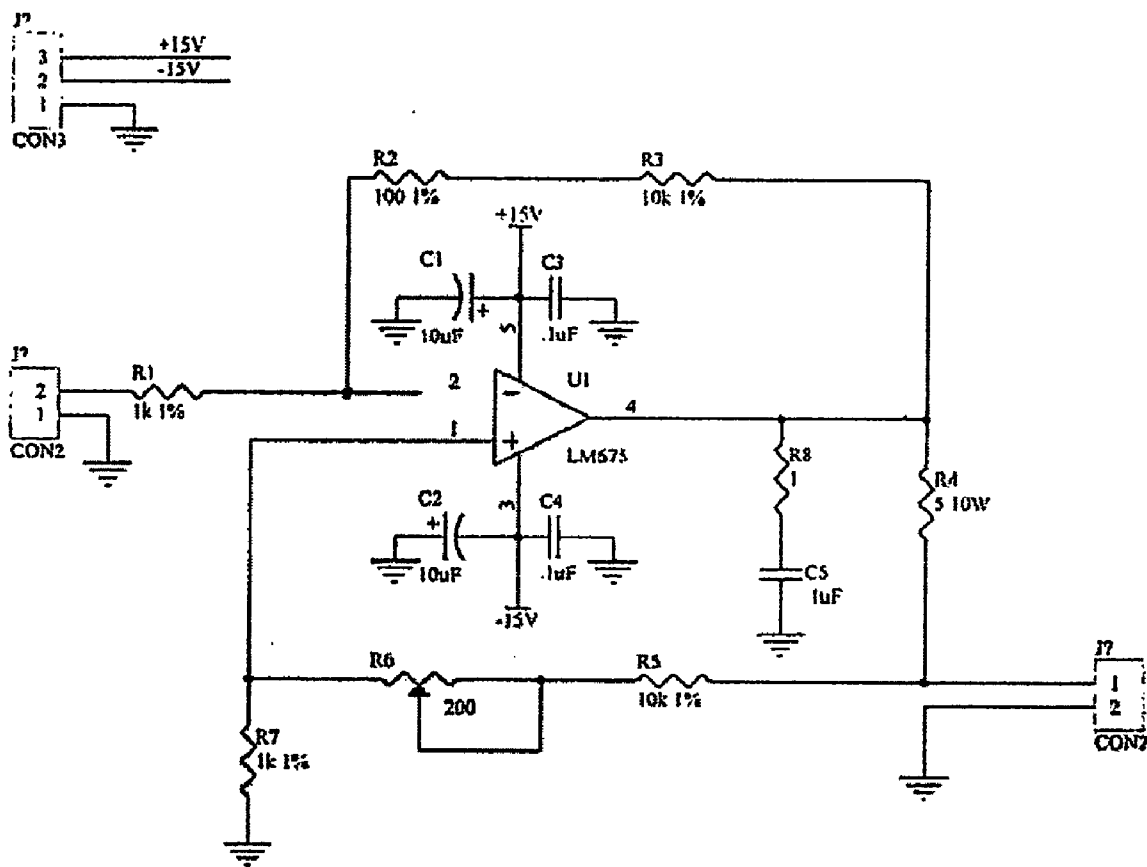 J?
3
+15V
2
-15V
1
CON3
R2
100 1%
R3
10k 1%
+15V
C1
10uF
+
5
C3
.1uF
J?
2
1
CON2
R1
1k 1%
2
1
-
+
U1
LM675
4
R8
1
R4
5 10W
C2
+
10uF
3
C4
.1uF
-15V
C5
.1uF
R6
200
R5
10k 1%
J?
1
2
CON2
R7
1k 1%